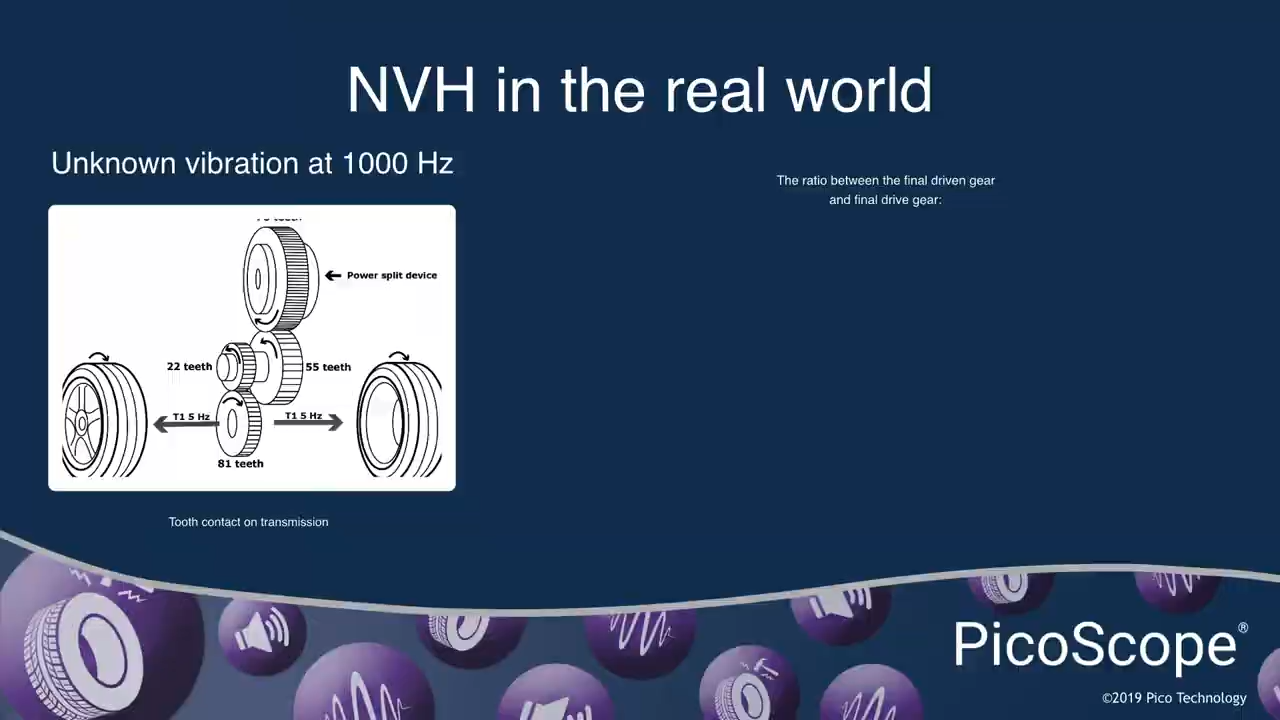 NVH in the real world
Unknown vibration at 1000 Hz
The ratio between the final driven gear
and final drive gear:
Power split device
22 teeth
55 teeth
T1 5 Hz
T1 5 Hz
81 teeth
Tooth contact on transmission
PicoScope®
©2019 Pico Technology